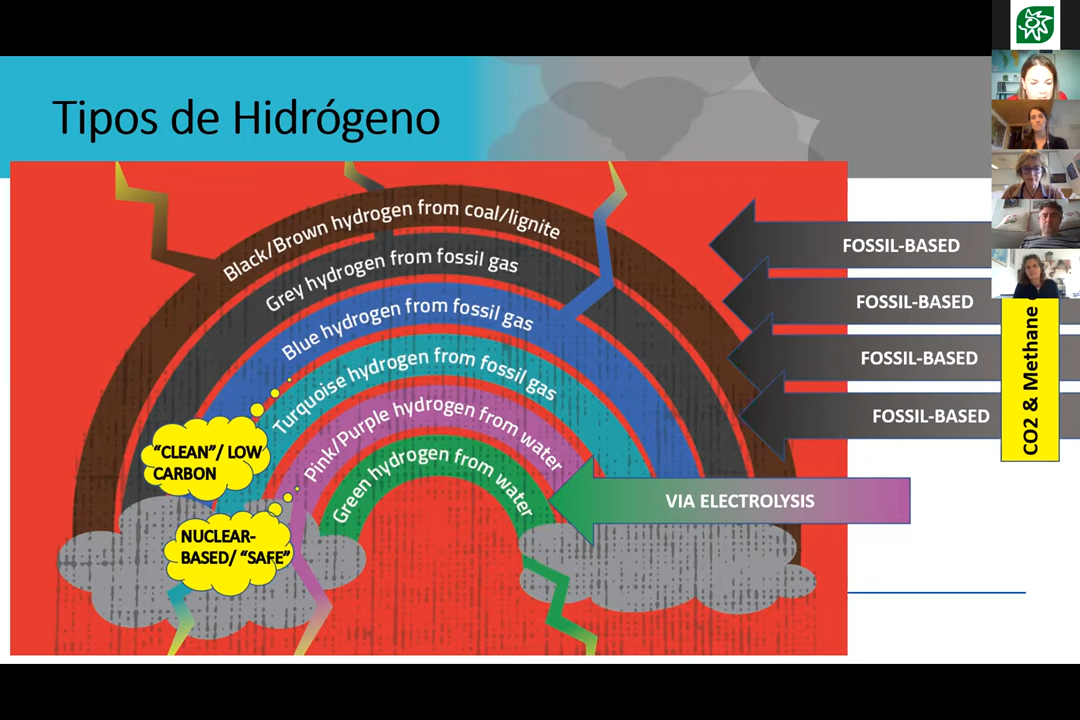 Tipos de Hidrógeno
Black/Brown hydrogen from coal/lignite
Grey hydrogen from fossil gas
Blue hydrogen from fossil gas
Turquoise hydrogen from fossil gas
Pink/Purple hydrogen from water
Green hydrogen from water
"CLEAN"/ LOW
CARBON
NUCLEAR-
BASED/ "SAFE"
FOSSIL-BASED
FOSSIL-BASED
FOSSIL-BASED
FOSSIL-BASED
CO2 & Methane
VIA ELECTROLYSIS